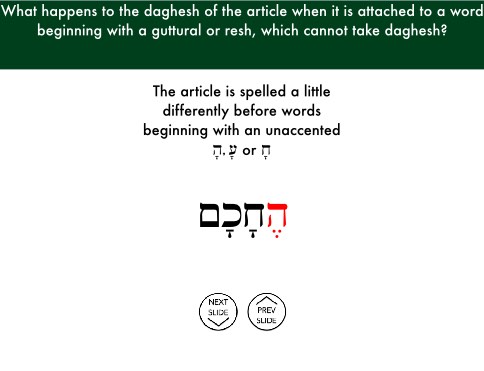 What happens to the daghesh of the article when it is attached to a word
beginning with a guttural or resh, which cannot take daghesh?
The article is spelled a little
differently before words
beginning with an unaccented
הָ, עָ or חָ
הֶחָכָם
NEXT
SLIDE
PREV
SLIDE